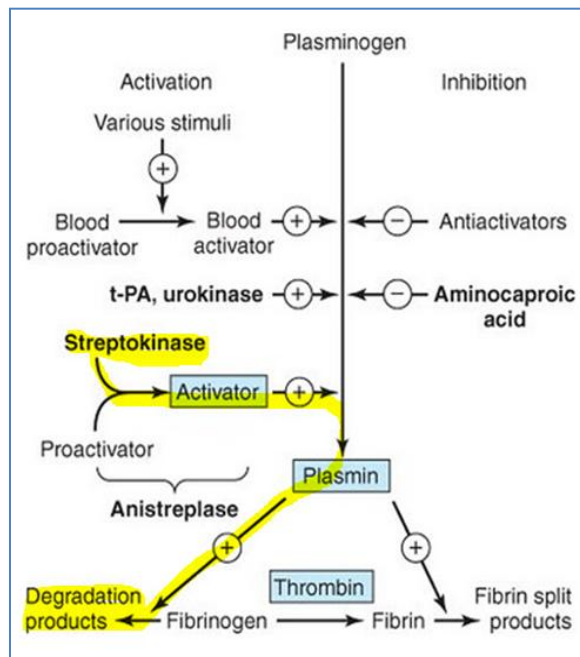 Plasminogen
Activation
Inhibition
Various stimuli
+
Blood
proactivator
Blood
activator
+
−
Antiactivators
t-PA, urokinase
+
−
Aminocaproic
acid
Streptokinase
Activator
+
Proactivator
Anistreplase
Plasmin
+
+
Degradation
products
Fibrinogen
Thrombin
Fibrin
Fibrin split
products